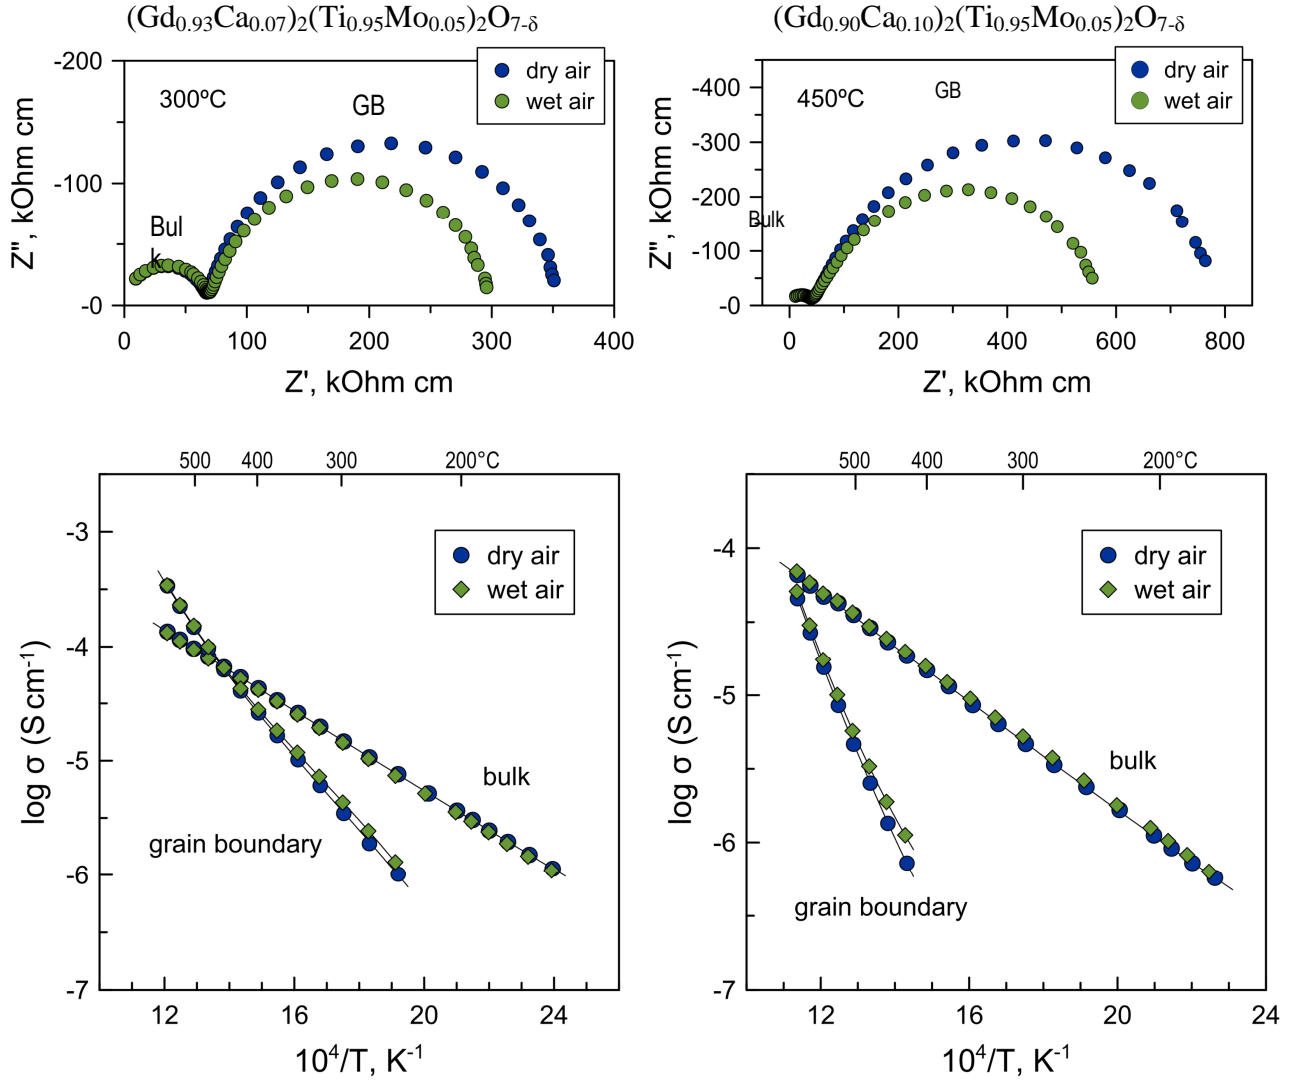 (Gd0.93Ca0.07)2(Ti0.95Mo0.05)2O7-δ
(Gd0.90Ca0.10)2(Ti0.95Mo0.05)2O7-δ
-200
-100
-0
Z", kOhm cm
300ºC
GB
Bul
k
dry air
wet air
0 100 200 300 400
Z', kOhm cm
-400
-300
-200
-100
-0
Z", kOhm cm
450ºC
GB
Bulk
dry air
wet air
0 200 400 600 800
Z', kOhm cm
500 400 300 200°C
-3
-4
-5
-6
-7
log σ (S cm-1)
dry air
wet air
bulk
grain boundary
12 16 20 24
10^4/T, K-1
500 400 300 200°C
-4
-5
-6
-7
log σ (S cm-1)
dry air
wet air
bulk
grain boundary
12 16 20 24
10^4/T, K-1